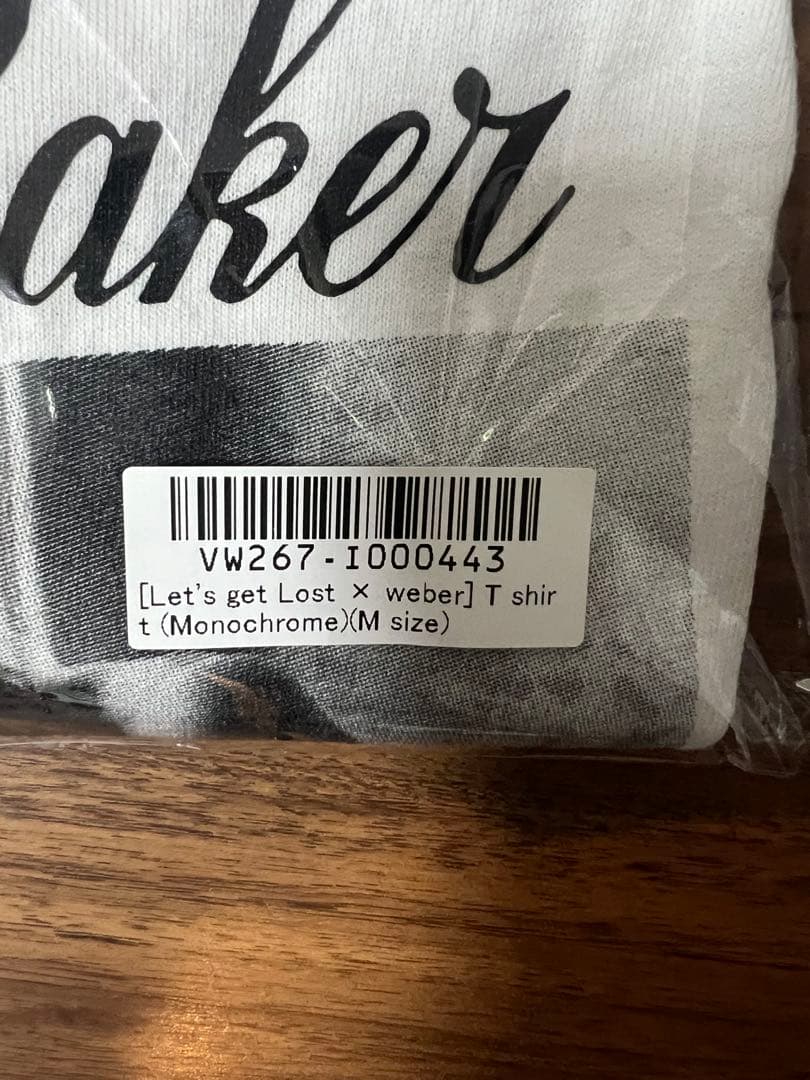 aker
VW267-I000443
[Let's get Lost × weber] T shir
t (Monochrome)(M size)